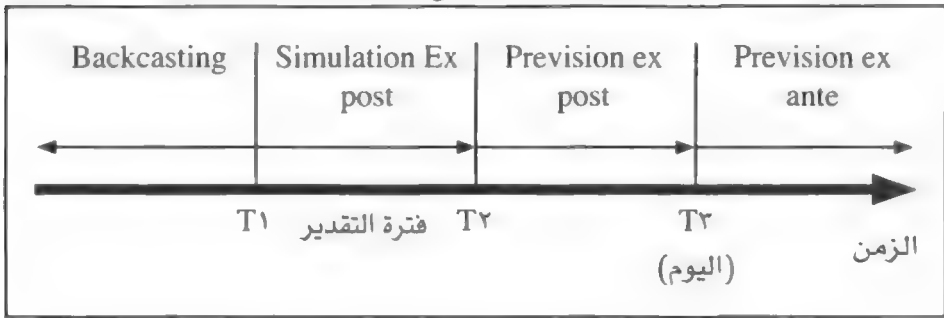 Backcasting Simulation Ex post Prevision ex post Prevision ex ante
T١ فترة التقدير T٢ T٣ (اليوم) الزمن